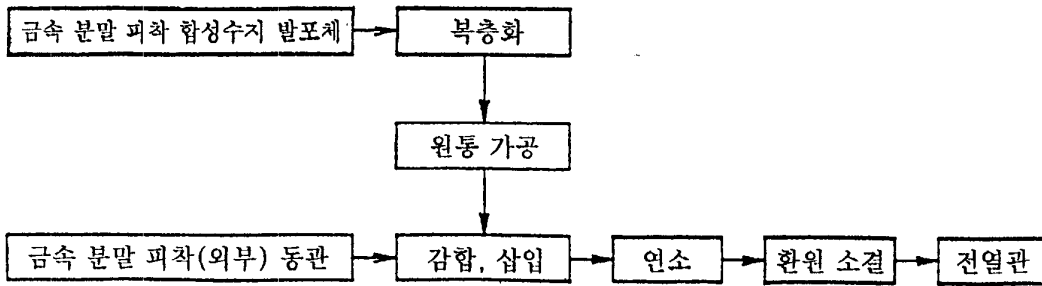 금속 분말 피착 합성수지 발포체
복층화
원통 가공
금속 분말 피착(외부) 동관
감합, 삽입
연소
환원 소결
전열관